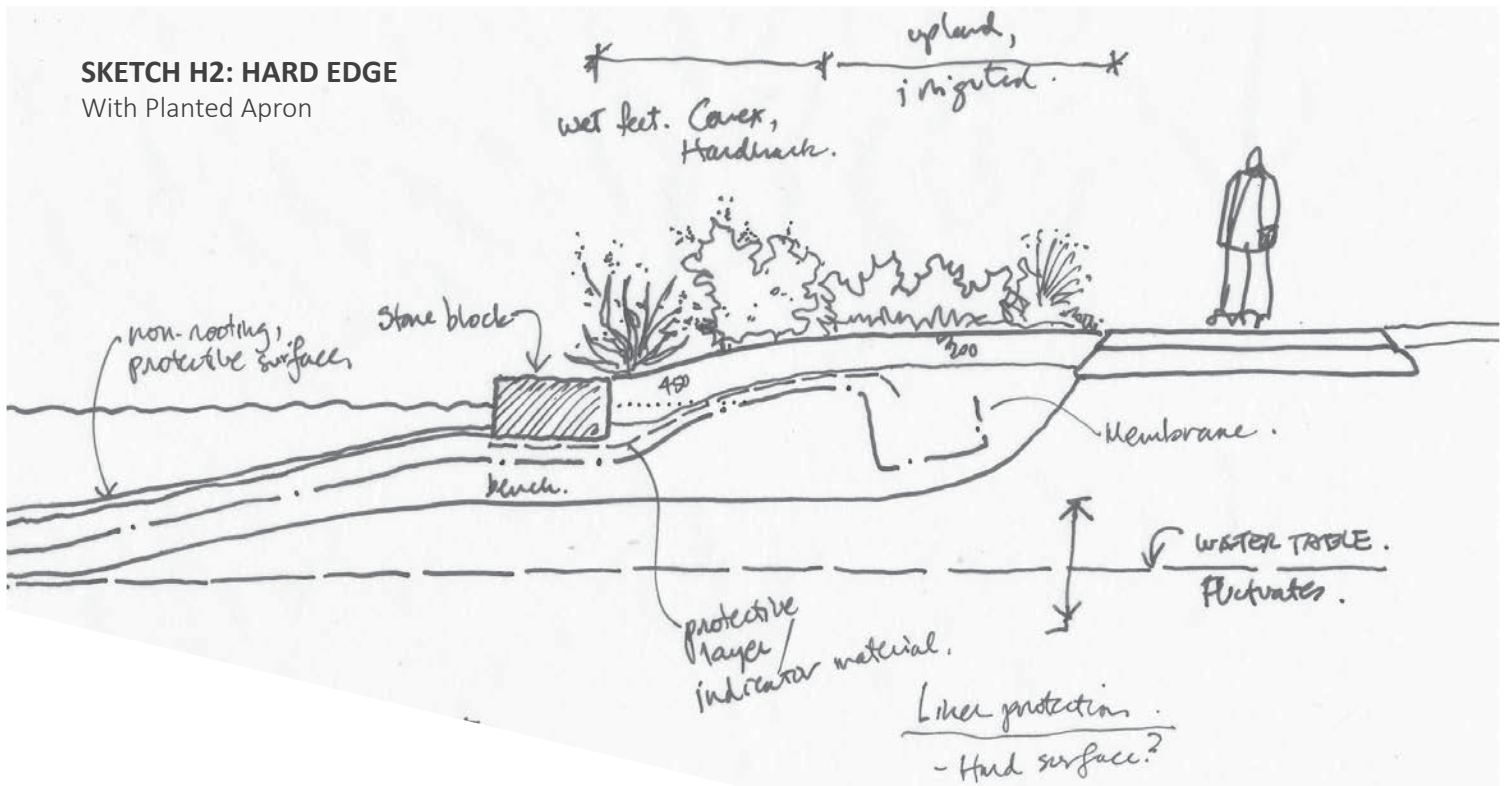 SKETCH H2: HARD EDGE
With Planted Apron
upland,
irrigated.
wet feet. Carex,
Hardhack.
Stone block
non-rooting,
protective surface
450
200
Membrane.
bench.
WATER TABLE.
Fluctuates.
protective
layer /
indicator material.
Liner protection.
- Hard surface?